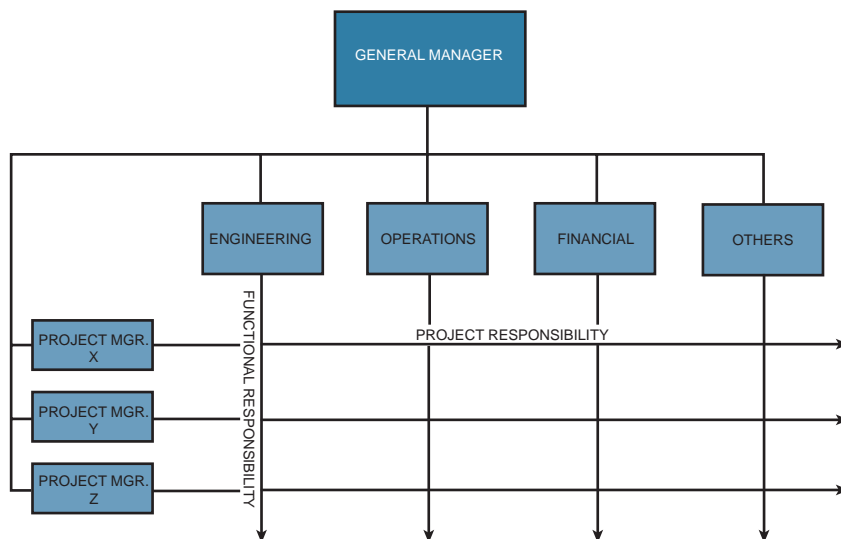 GENERAL MANAGER
ENGINEERING
OPERATIONS
FINANCIAL
OTHERS
FUNCTIONAL RESPONSIBILITY
PROJECT RESPONSIBILITY
PROJECT MGR.
X
PROJECT MGR.
Y
PROJECT MGR.
Z